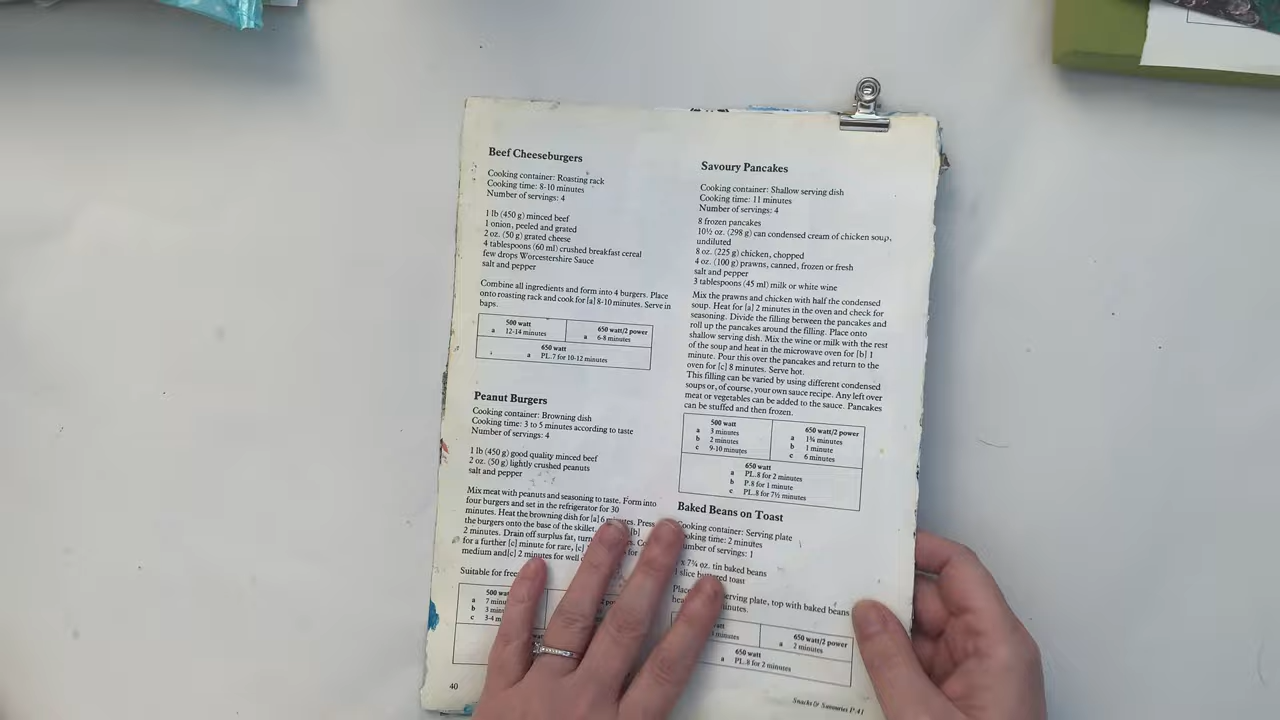 Beef Cheeseburgers
Cooking container: Roasting rack
Cooking time: 8-10 minutes
Number of servings: 4
1 lb (450 g) minced beef
1 onion, peeled and grated
2 oz. (50 g) grated cheese
4 tablespoons (60 ml) crushed breakfast cereal
few drops Worcestershire Sauce
salt and pepper
Combine all ingredients and form into 4 burgers. Place
onto roasting rack and cook for [a] 8-10 minutes. Serve in
baps.
500 watt
a 12-14 minutes
650 watt/2 power
a 6-8 minutes
650 watt
a PL.7 for 10-12 minutes
Peanut Burgers
Cooking container: Browning dish
Cooking time: 3 to 5 minutes according to taste
Number of servings: 4
1 lb (450 g) good quality minced beef
2 oz. (50 g) lightly crushed peanuts
salt and pepper
Mix meat with peanuts and seasoning to taste. Form into
four burgers and set in the refrigerator for 30
minutes. Heat the browning dish for [a] 6 minutes. Press
the burgers onto the base of the skillet, [b]
2 minutes. Drain off surplus fat, turn
for a further [c] minute for rare, [c] for
medium and [c] 2 minutes for well
Suitable for
500
a 7
b 3
c 3-4
40
Savoury Pancakes
Cooking container: Shallow serving dish
Cooking time: 11 minutes
Number of servings: 4
8 frozen pancakes
10½ oz. (298 g) can condensed cream of chicken soup,
undiluted
8 oz. (225 g) chicken, chopped
4 oz. (100 g) prawns, canned, frozen or fresh
salt and pepper
3 tablespoons (45 ml) milk or white wine
Mix the prawns and chicken with half the condensed
soup. Heat for [a] 2 minutes in the oven and check for
seasoning. Divide the filling between the pancakes and
roll up the pancakes around the filling. Place onto
shallow serving dish. Mix the wine or milk with the rest
of the soup and heat in the microwave oven for [b] 1
minute. Pour this over the pancakes and return to the
oven for [c] 8 minutes. Serve hot.
This filling can be varied by using different condensed
soups or, of course, your own sauce recipe. Any left over
meat or vegetables can be added to the sauce. Pancakes
can be stuffed and then frozen.
500 watt
a 3 minutes
b 2 minutes
c 9-10 minutes
650 watt/2 power
a 1¾ minutes
b 1 minute
c 6 minutes
650 watt
a PL.8 for 2 minutes
b P.8 for 1 minute
c PL.8 for 7½ minutes
Baked Beans on Toast
Cooking container: Serving plate
Cooking time: 2 minutes
Number of servings: 1
x 7¾ oz. tin baked beans
1 slice buttered toast
Place serving plate, top with baked beans
minutes.
minutes
650 watt/2 power
a 2 minutes
650 watt
a PL.8 for 2 minutes
Snacks & Savouries P.41